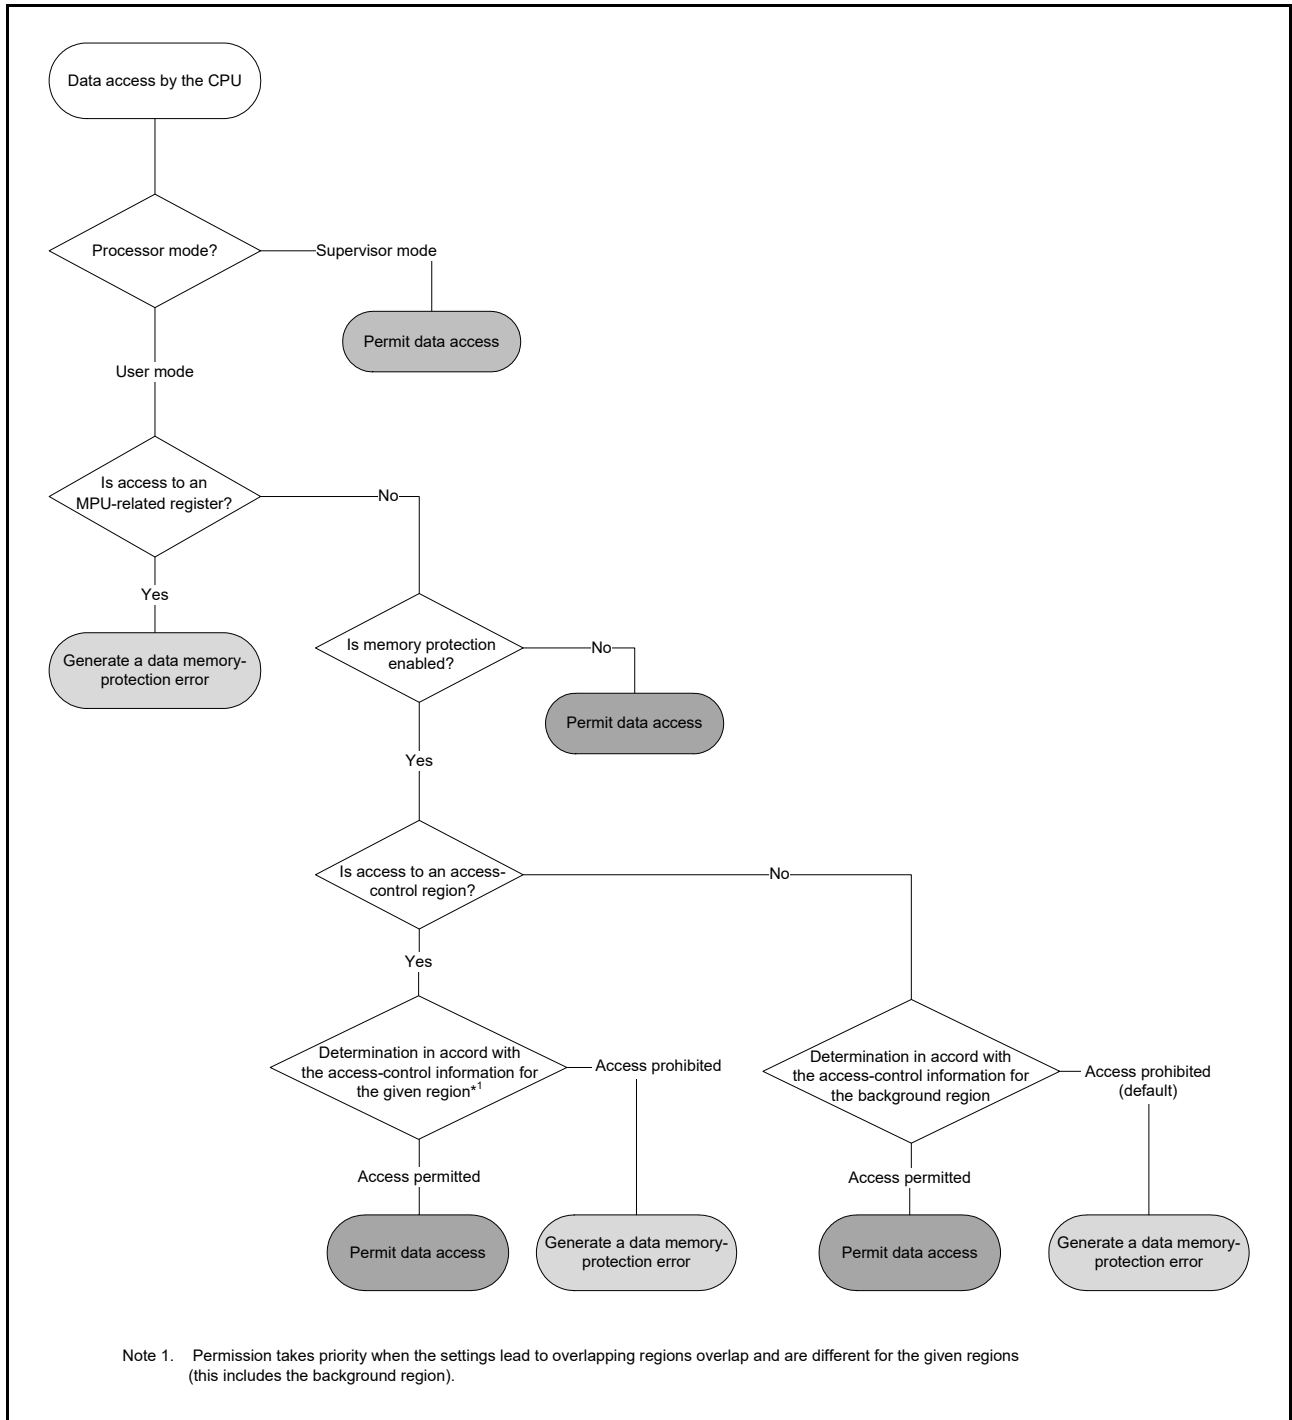 Data access by the CPU
Processor mode?
Supervisor mode
Permit data access
User mode
Is access to an
MPU-related register?
No
Yes
Generate a data memory-
protection error
Is memory protection
enabled?
No
Permit data access
Yes
Is access to an access-
control region?
No
Yes
Determination in accord with
the access-control information for
the given region*1
Access prohibited
Determination in accord with
the access-control information for
the background region
Access prohibited
(default)
Access permitted
Access permitted
Permit data access
Generate a data memory-
protection error
Permit data access
Generate a data memory-
protection error
Note 1. Permission takes priority when the settings lead to overlapping regions overlap and are different for the given regions
(this includes the background region).